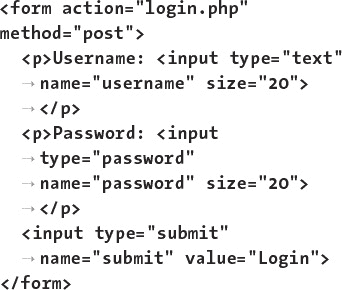 <form action="login.php"
method="post">
<p>Username: <input type="text"
→ name="username" size="20">
→ </p>
<p>Password: <input
→ type="password"
→ name="password" size="20">
→ </p>
<input type="submit"
→ name="submit" value="Login">
</form>